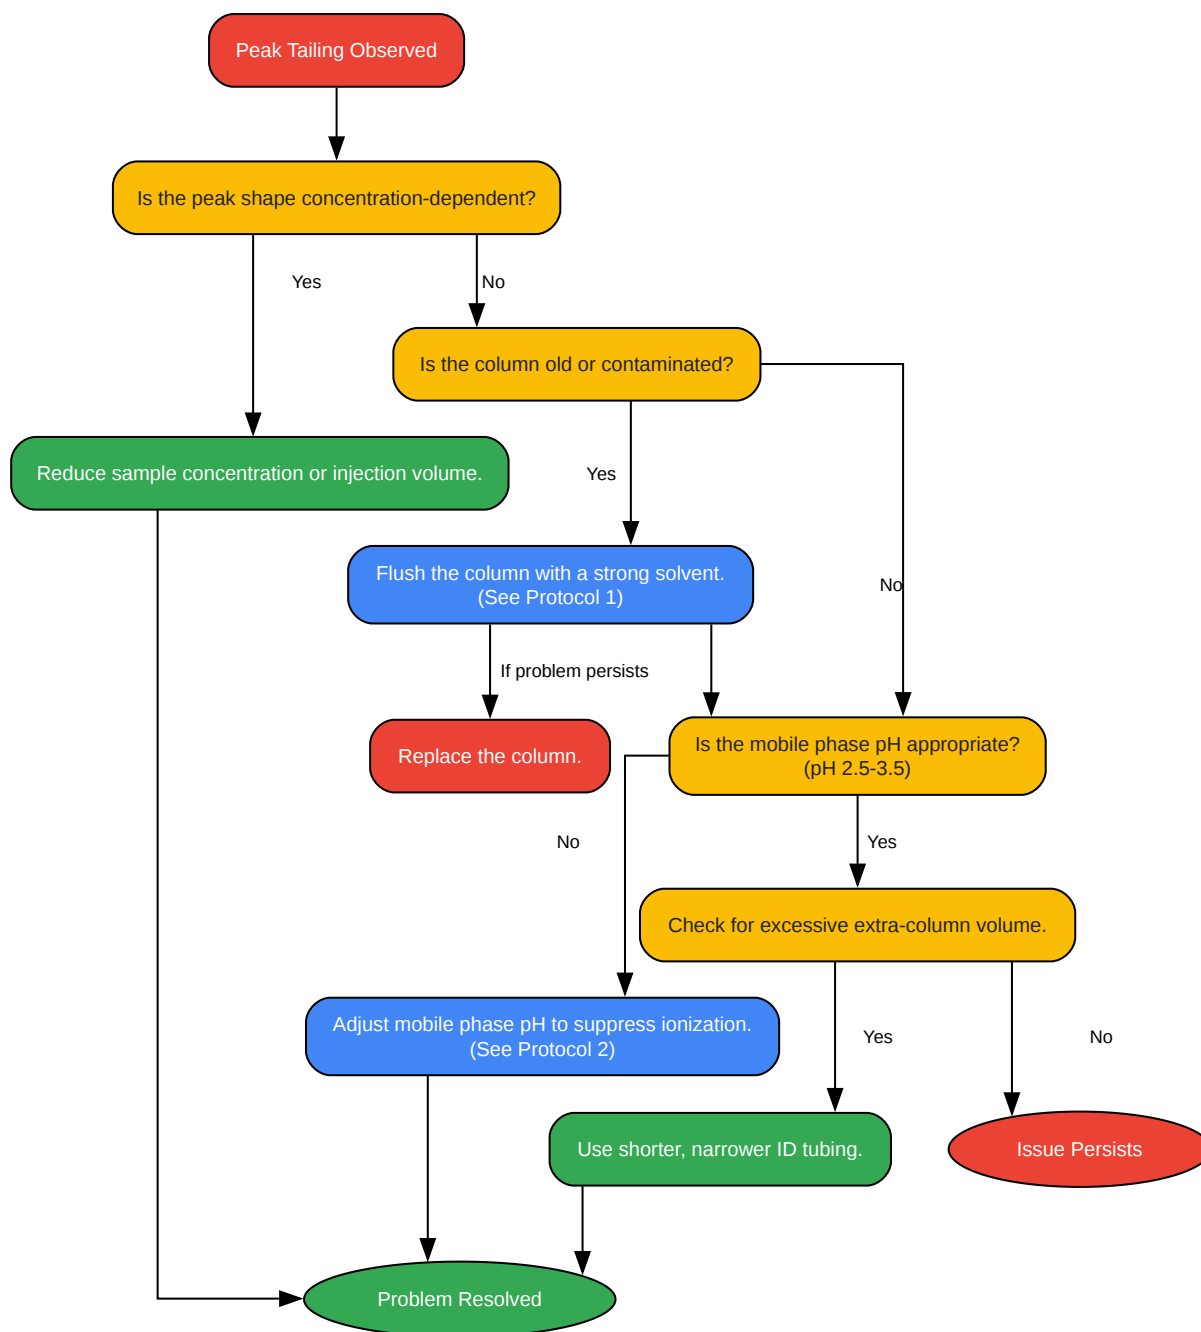 Peak Tailing Observed
Is the peak shape concentration-dependent?
Yes
No
Is the column old or contaminated?
Reduce sample concentration or injection volume.
Yes
Flush the column with a strong solvent.
(See Protocol 1)
No
If problem persists
Replace the column.
Is the mobile phase pH appropriate?
(pH 2.5-3.5)
No
Yes
Check for excessive extra-column volume.
Adjust mobile phase pH to suppress ionization.
(See Protocol 2)
Yes
No
Use shorter, narrower ID tubing.
Issue Persists
Problem Resolved